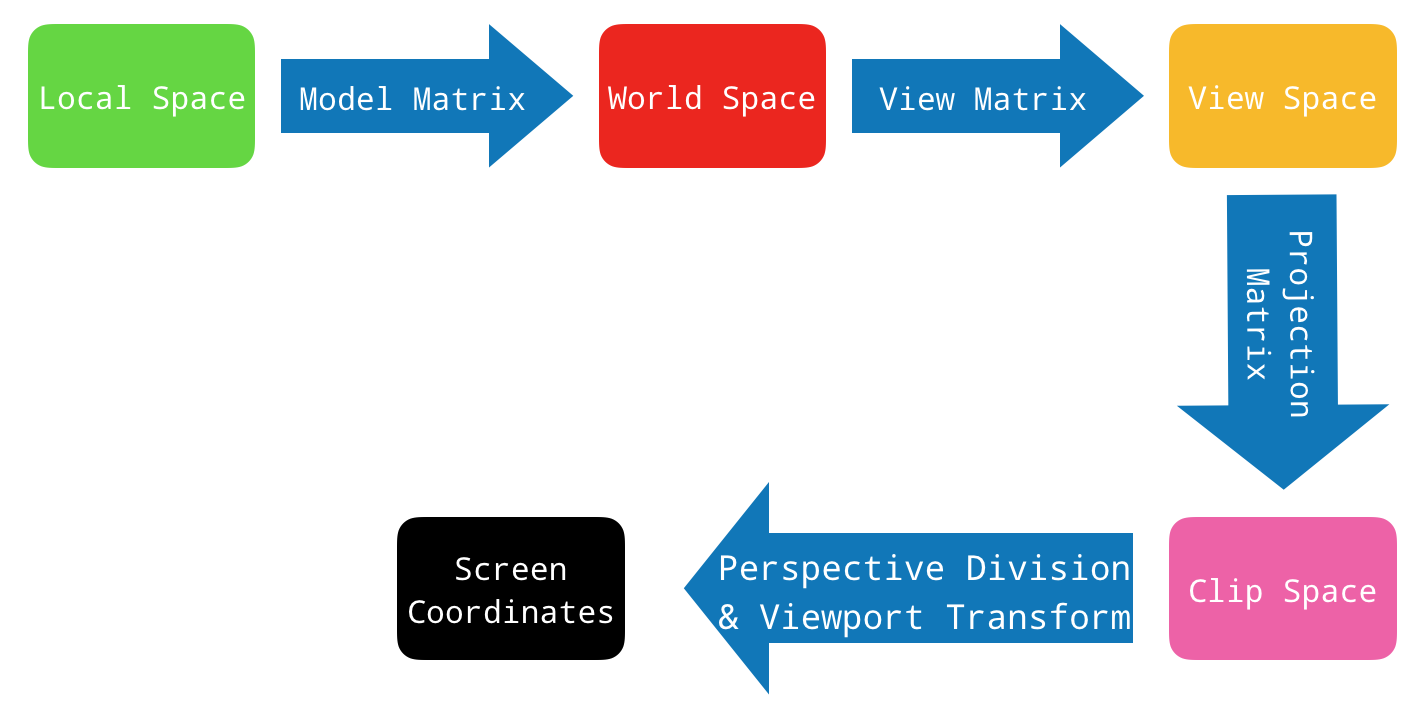 Local Space
Model Matrix
World Space
View Matrix
View Space
Projection
Matrix
Clip Space
Perspective Division
& Viewport Transform
Screen
Coordinates